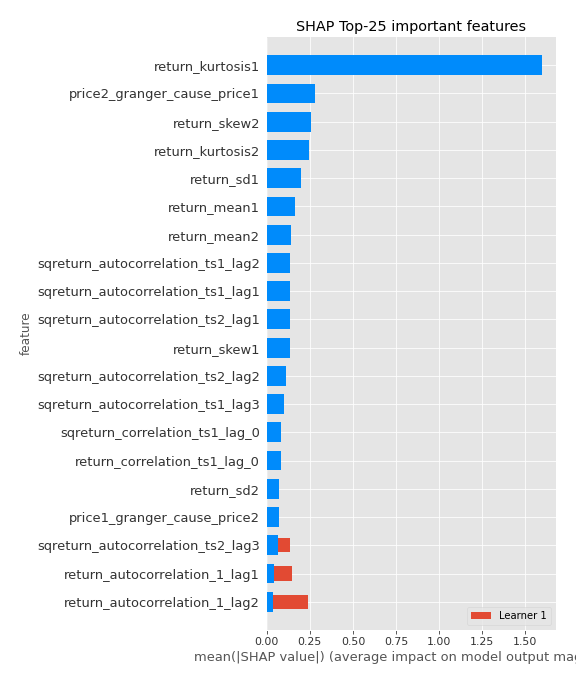 SHAP Top-25 important features
return_kurtosis1
price2_granger_cause_price1
return_skew2
return_kurtosis2
return_sd1
return_mean1
return_mean2
sqreturn_autocorrelation_ts1_lag2
sqreturn_autocorrelation_ts1_lag1
sqreturn_autocorrelation_ts2_lag1
return_skew1
sqreturn_autocorrelation_ts2_lag2
sqreturn_autocorrelation_ts1_lag3
sqreturn_correlation_ts1_lag_0
return_correlation_ts1_lag_0
return_sd2
price1_granger_cause_price2
sqreturn_autocorrelation_ts2_lag3
return_autocorrelation_1_lag1
return_autocorrelation_1_lag2
feature
Learner 1
0.00 0.25 0.50 0.75 1.00 1.25 1.50
mean(|SHAP value|) (average impact on model output mag